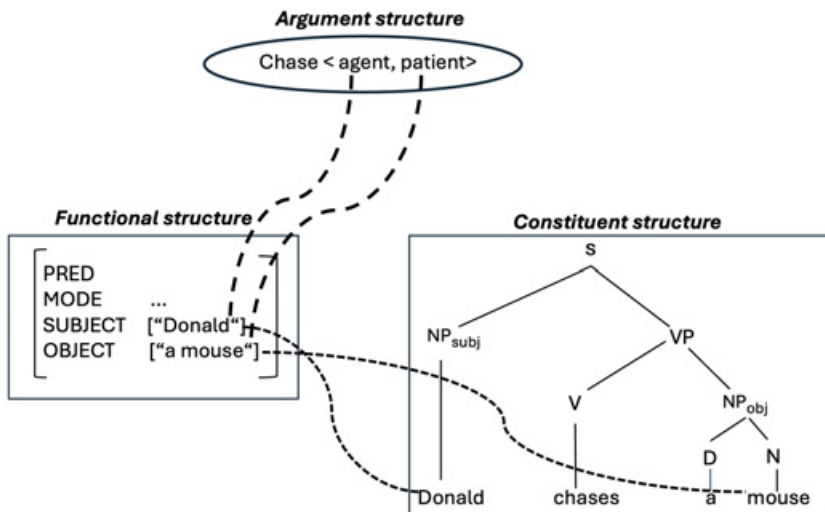 Argument structure
Chase < agent, patient>
Functional structure
PRED
MODE ...
SUBJECT ["Donald"]
OBJECT ["a mouse"]
Constituent structure
S
NPsubj VP
V NPobj
D N
Donald chases a mouse